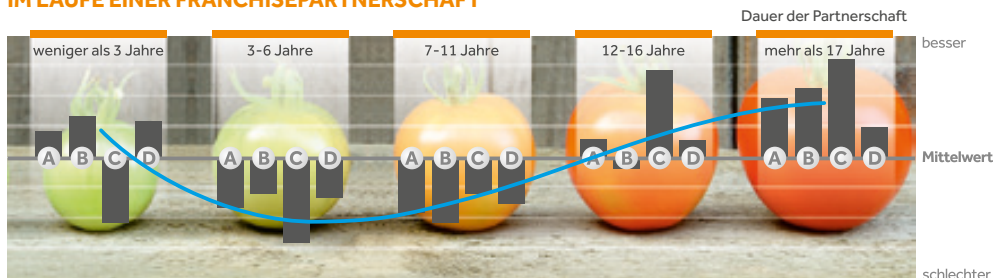 IM LAUFE EINER FRANCHISEPARTNERSCHAFT
Dauer der Partnerschaft
weniger als 3 Jahre
3-6 Jahre
7-11 Jahre
12-16 Jahre
mehr als 17 Jahre
besser
A B C D
A B C D
A B C D
A B C D
A B C D
Mittelwert
schlechter